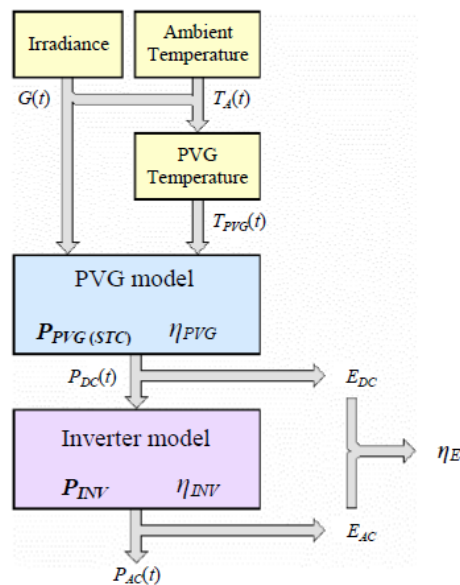 Irradiance
Ambient
Temperature
G(t)
T_A(t)
PVG
Temperature
T_PVG(t)
PVG model
P_PVG (STC) η_PVG
P_DC(t)
E_DC
Inverter model
η_E
P_INV η_INV
E_AC
P_AC(t)